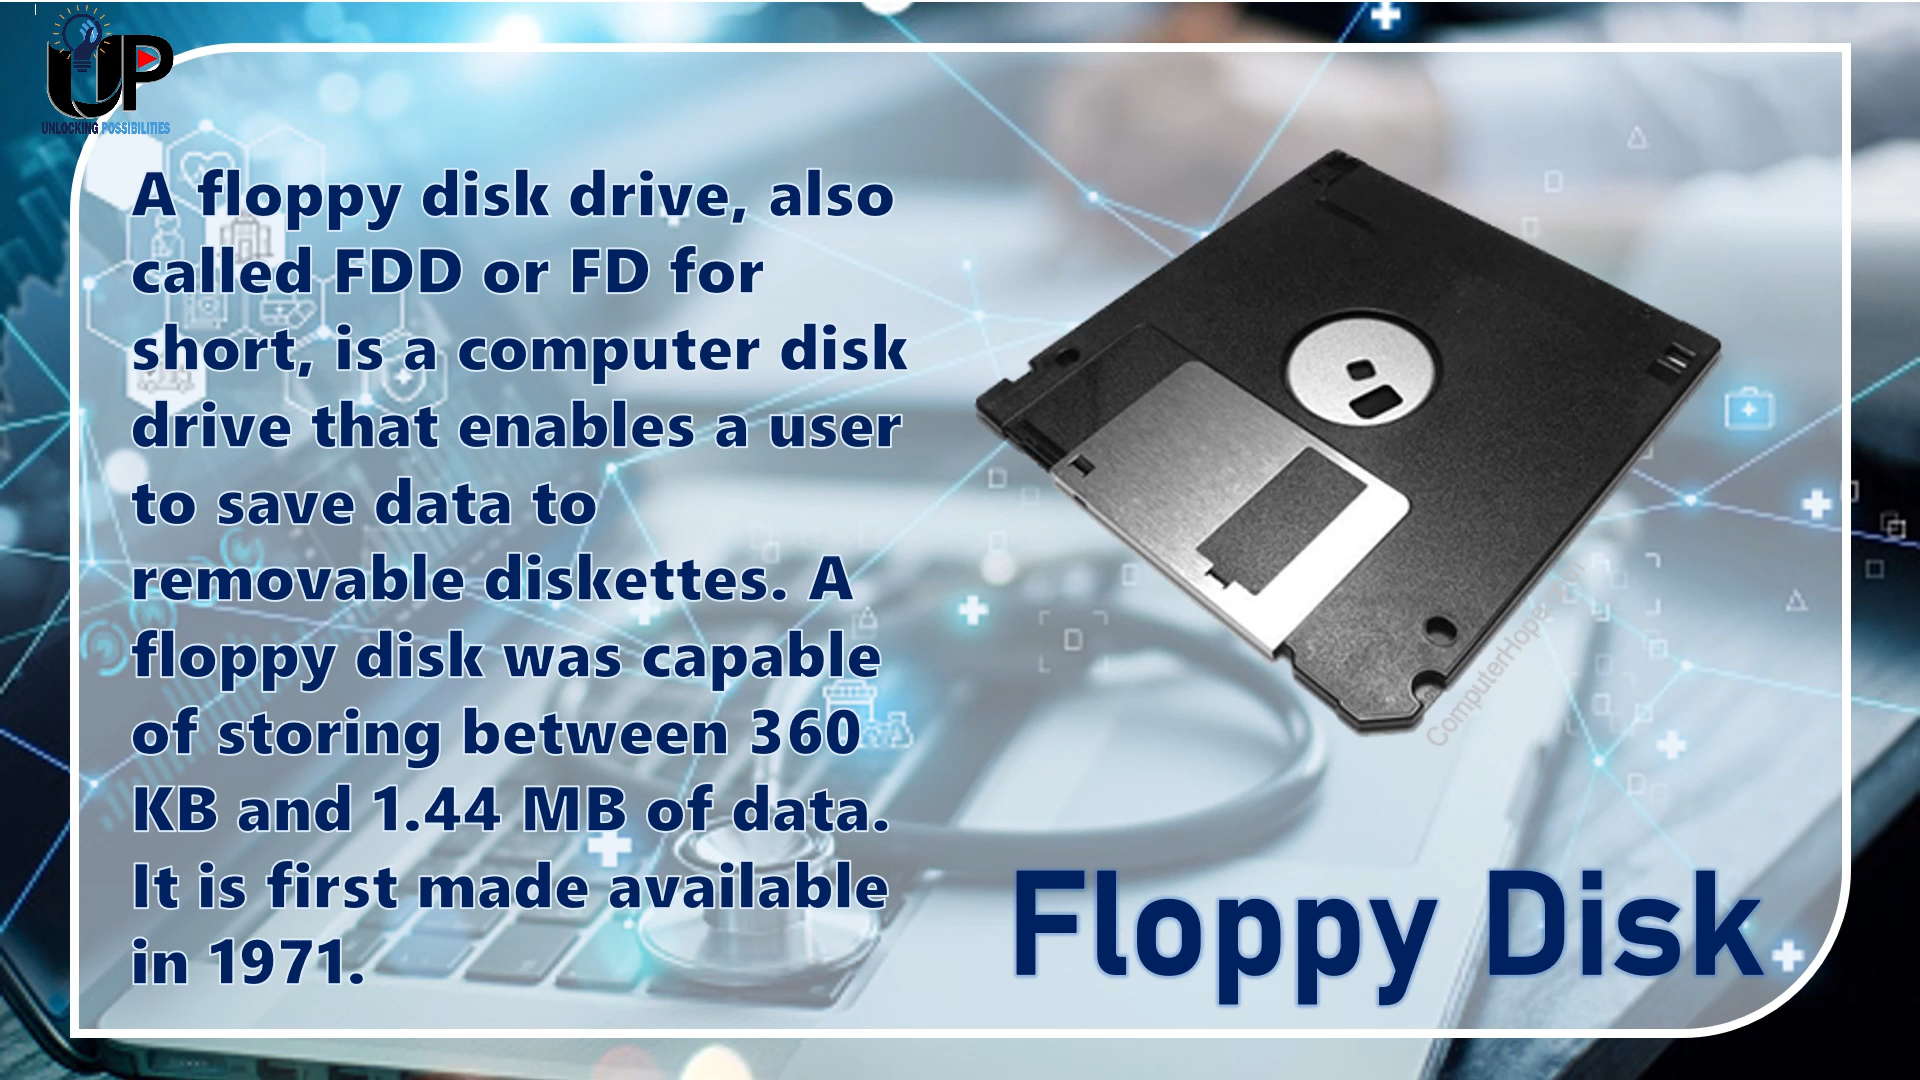 UP
UNLOCKING POSSIBILITIES
A floppy disk drive, also
called FDD or FD for
short, is a computer disk
drive that enables a user
to save data to
removable diskettes. A
floppy disk was capable
of storing between 360
KB and 1.44 MB of data.
It is first made available
in 1971.
ComputerHope
Floppy Disk